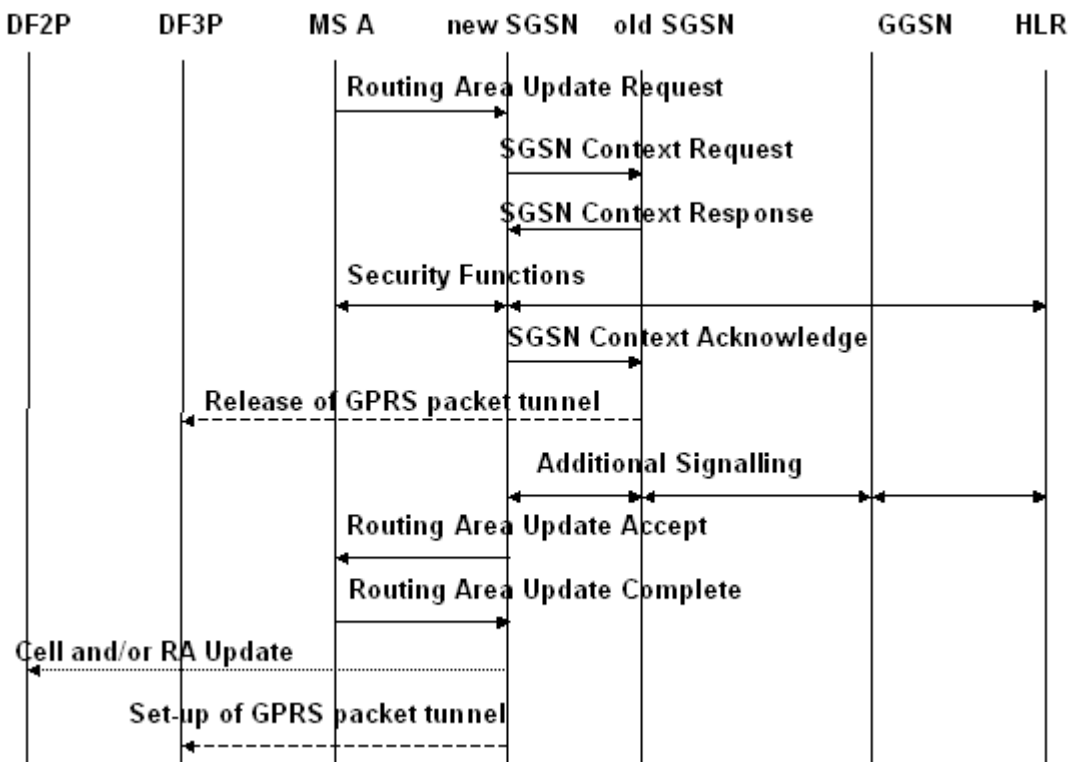 DF2P DF3P MS A new SGSN old SGSN GGSN HLR
Routing Area Update Request
SGSN Context Request
SGSN Context Response
Security Functions
SGSN Context Acknowledge
Release of GPRS packet tunnel
Additional Signalling
Routing Area Update Accept
Routing Area Update Complete
Cell and/or RA Update
Set-up of GPRS packet tunnel